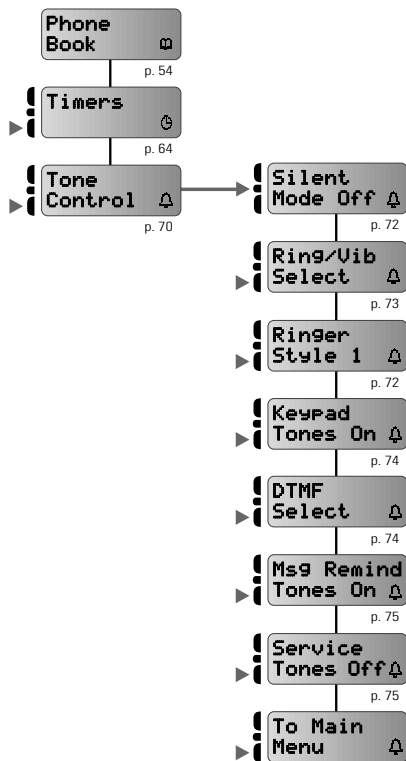 Phone
Book
p. 54
Timers
p. 64
Tone
Control
p. 70
Silent
Mode Off
p. 72
Ring/Vib
Select
p. 73
Ringer
Style 1
p. 72
Keypad
Tones On
p. 74
DTMF
Select
p. 74
Msg Remind
Tones On
p. 75
Service
Tones Off
p. 75
To Main
Menu